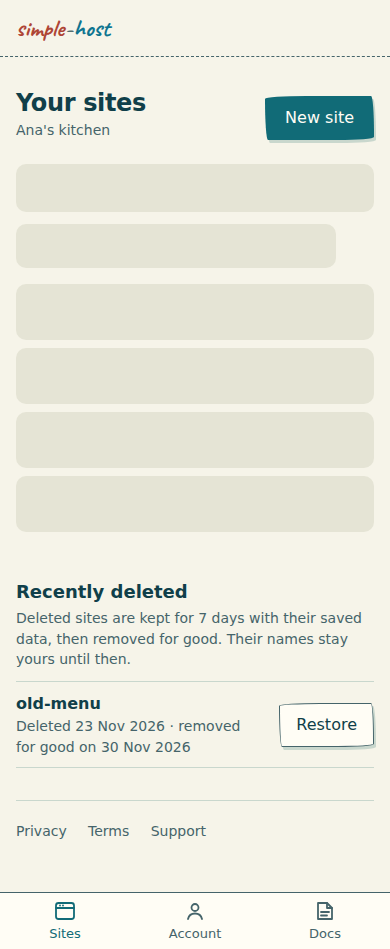 simple-host
Your sites
Ana's kitchen
New site
Recently deleted
Deleted sites are kept for 7 days with their saved
data, then removed for good. Their names stay
yours until then.
old-menu
Deleted 23 Nov 2026 · removed
for good on 30 Nov 2026
Restore
Privacy Terms Support
Sites Account Docs